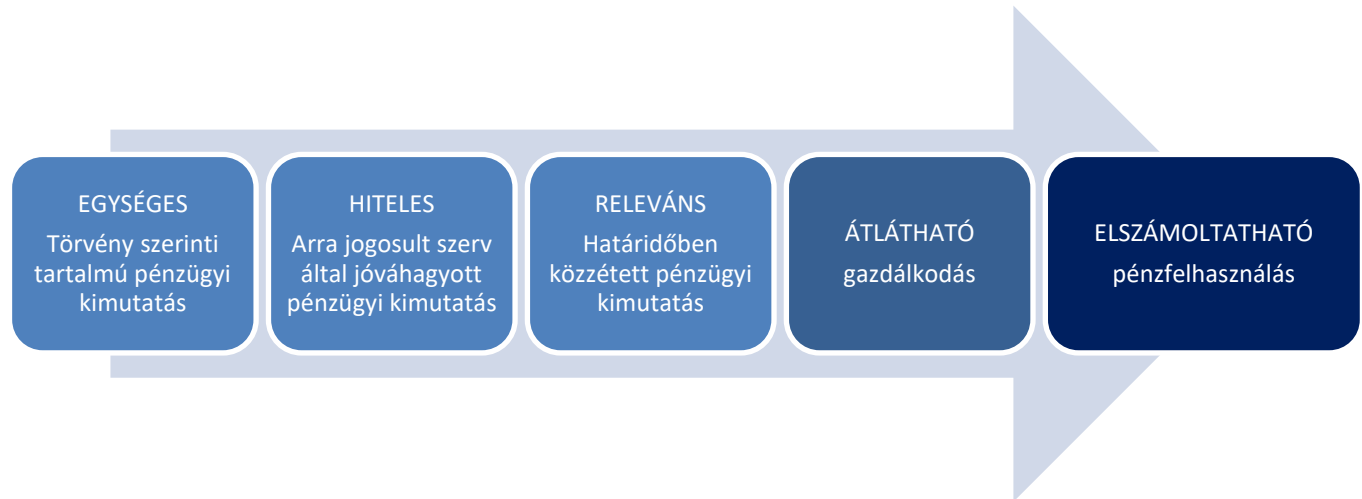 EGYSÉGES
Törvény szerinti
tartalmú pénzügyi
kimutatás
HITELES
Arra jogosult szerv
által jóváhagyott
pénzügyi kimutatás
RELEVÁNS
Határidőben
közzétett pénzügyi
kimutatás
ÁTLÁTHATÓ
gazdálkodás
ELSZÁMOLTATHATÓ
pénzfelhasználás